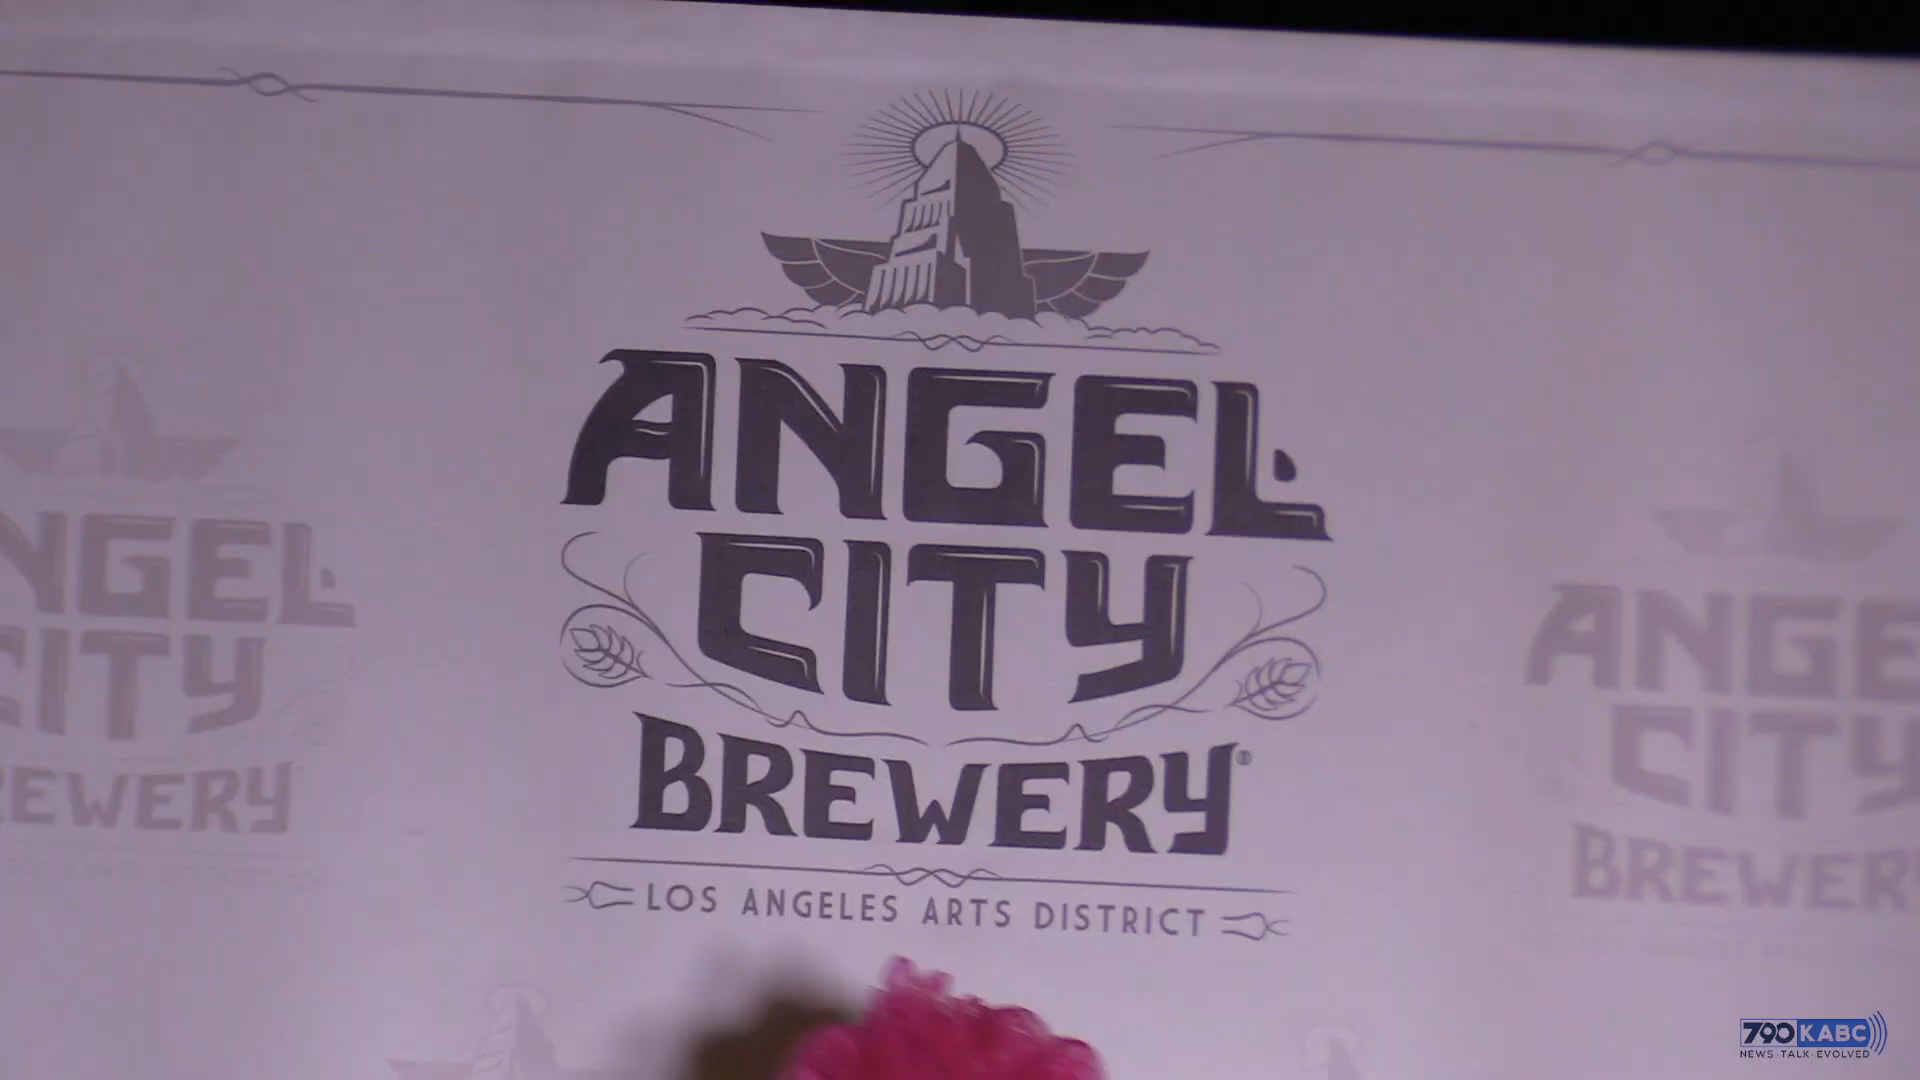 ANGEL
CITY
BREWERY®
LOS ANGELES ARTS DISTRICT
ANGEL
CITY
BREWERY
ANGE
CITY
BREWER
790 KABC
NEWS·TALK·EVOLVED